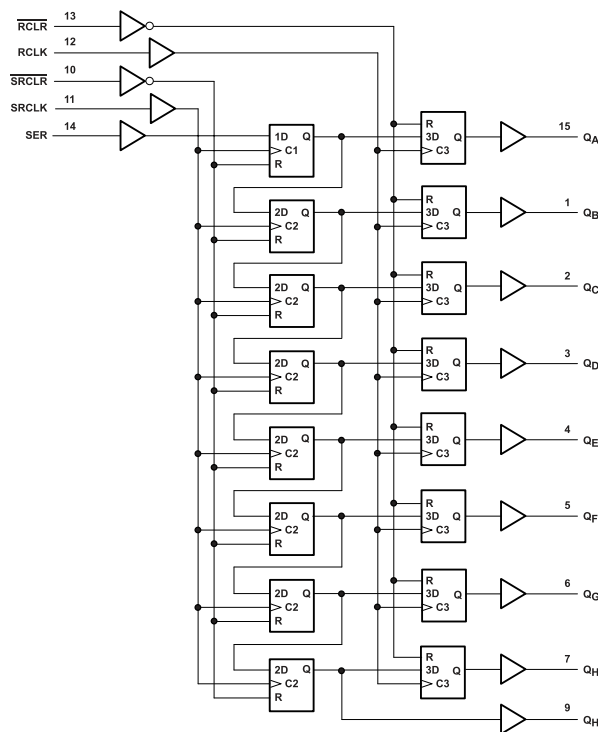 RCLR 13
RCLK 12
SRCLR 10
SRCLK 11
SER 14
1D Q
C1
R
R
3D Q
C3
15 QA
2D Q
C2
R
R
3D Q
C3
1 QB
2D Q
C2
R
R
3D Q
C3
2 QC
2D Q
C2
R
R
3D Q
C3
3 QD
2D Q
C2
R
R
3D Q
C3
4 QE
2D Q
C2
R
R
3D Q
C3
5 QF
2D Q
C2
R
R
3D Q
C3
6 QG
2D Q
C2
R
R
3D Q
C3
7 QH
9 QH